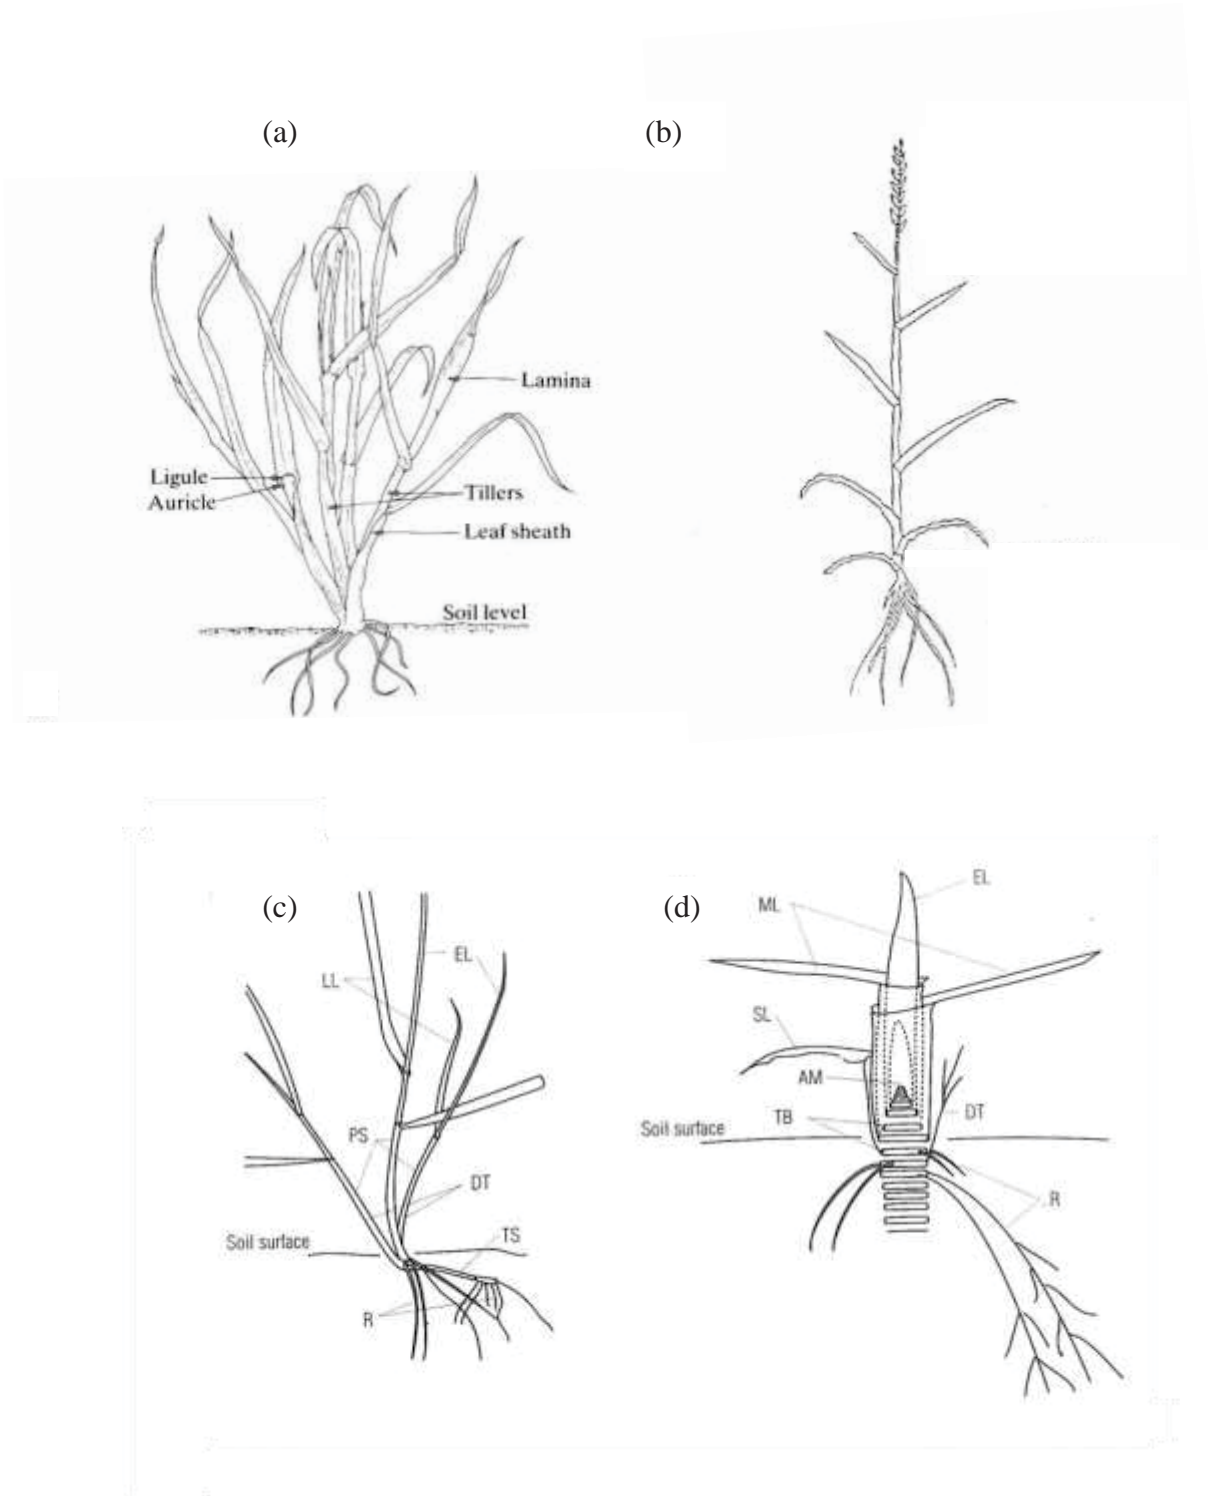 (a)
(b)
Lamina
Ligule
Auricle
Tillers
Leaf sheath
Soil level
(c)
(d)
EL
LL
PS
DT
TS
Soil surface
R
EL
ML
SL
AM
TB
DT
Soil surface
R